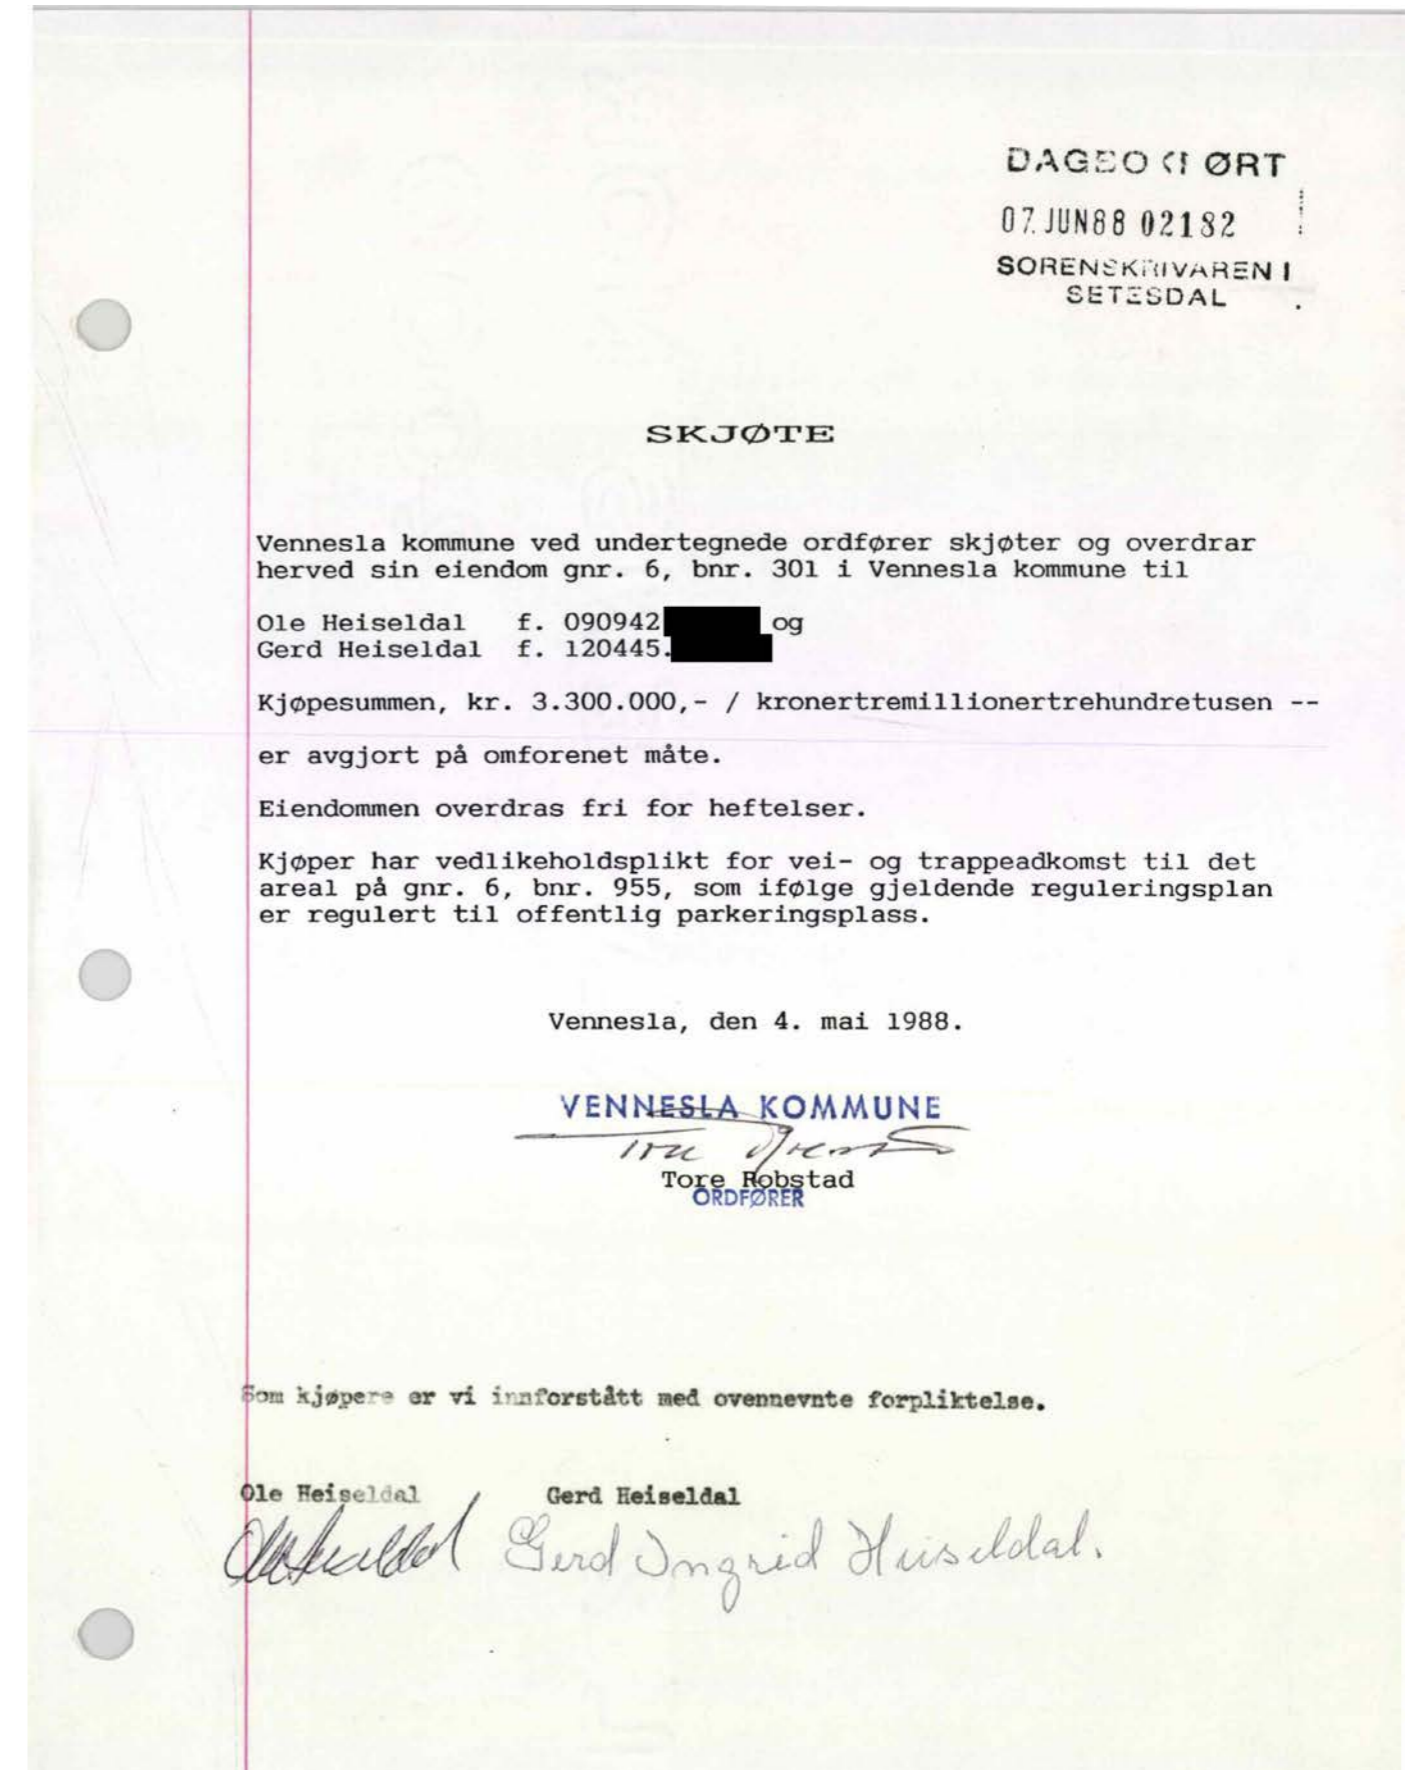 DAGBOKFØRT
07. JUN88 02182
SORENSKRIVAREN I
SETESDAL
SKJØTE
Vennesla kommune ved undertegnede ordfører skjøter og overdrar
herved sin eiendom gnr. 6, bnr. 301 i Vennesla kommune til
Ole Heiseldal f. 090942 og
Gerd Heiseldal f. 120445.
Kjøpesummen, kr. 3.300.000,- / kronertremillionertrehundretusen --
er avgjort på omforenet måte.
Eiendommen overdras fri for heftelser.
Kjøper har vedlikeholdsplikt for vei- og trappeadkomst til det
areal på gnr. 6, bnr. 955, som ifølge gjeldende reguleringsplan
er regulert til offentlig parkeringsplass.
Vennesla, den 4. mai 1988.
VENNESLA KOMMUNE
Tore
Tore Robstad
ORDFØRER
Som kjøpere er vi innforstått med ovennevnte forpliktelse.
Ole Heiseldal Gerd Heiseldal
Gerd Ingrid Heiseldal.